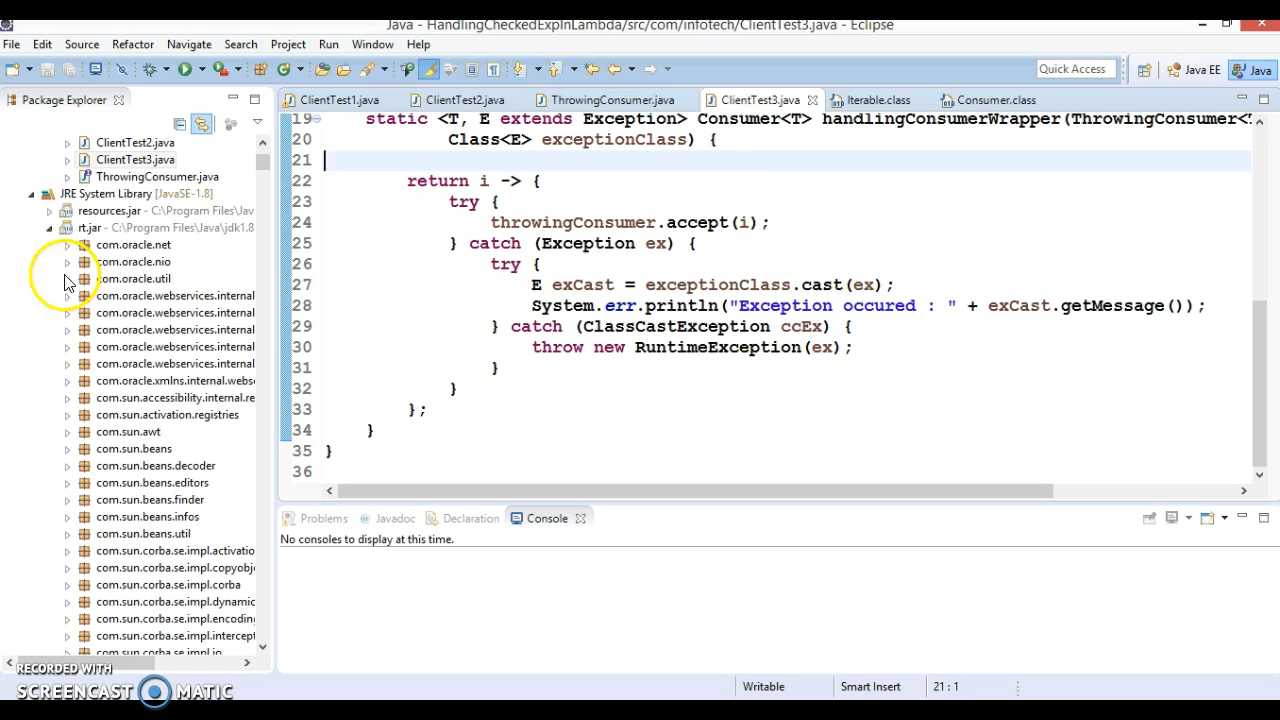 Java - HandlingCheckedExpInLambda/src/com/infotech/ClientTest3.java - Eclipse
File Edit Source Refactor Navigate Search Project Run Window Help
Quick Access Java EE Java
Package Explorer
ClientTest1.java ClientTest2.java ThrowingConsumer.java ClientTest3.java Iterable.class Consumer.class
ClientTest2.java
ClientTest3.java
ThrowingConsumer.java
JRE System Library [JavaSE-1.8]
resources.jar - C:\Program Files\Jav
rt.jar - C:\Program Files\Java\jdk1.8
com.oracle.net
com.oracle.nio
com.oracle.util
com.oracle.webservices.internal
com.oracle.webservices.internal
com.oracle.webservices.internal
com.oracle.webservices.internal
com.oracle.webservices.internal
com.oracle.xmlns.internal.webs
com.sun.accessibility.internal.re
com.sun.activation.registries
com.sun.awt
com.sun.beans
com.sun.beans.decoder
com.sun.beans.editors
com.sun.beans.finder
com.sun.beans.infos
com.sun.beans.util
com.sun.corba.se.impl.activatio
com.sun.corba.se.impl.copyobj
com.sun.corba.se.impl.corba
com.sun.corba.se.impl.dynamic
com.sun.corba.se.impl.encoding
com.sun.corba.se.impl.intercept
com.sun.corba.se.impl.io
19 static <T, E extends Exception> Consumer<T> handlingConsumerWrapper(ThrowingConsumer<
20 Class<E> exceptionClass) {
21
22 return i -> {
23 try {
24 throwingConsumer.accept(i);
25 } catch (Exception ex) {
26 try {
27 E exCast = exceptionClass.cast(ex);
28 System.err.println("Exception occured : " + exCast.getMessage());
29 } catch (ClassCastException ccEx) {
30 throw new RuntimeException(ex);
31 }
32 }
33 };
34 }
35 }
36
Problems @ Javadoc Declaration Console
No consoles to display at this time.
Writable Smart Insert 21 : 1
RECORDED WITH
SCREENCAST MATIC